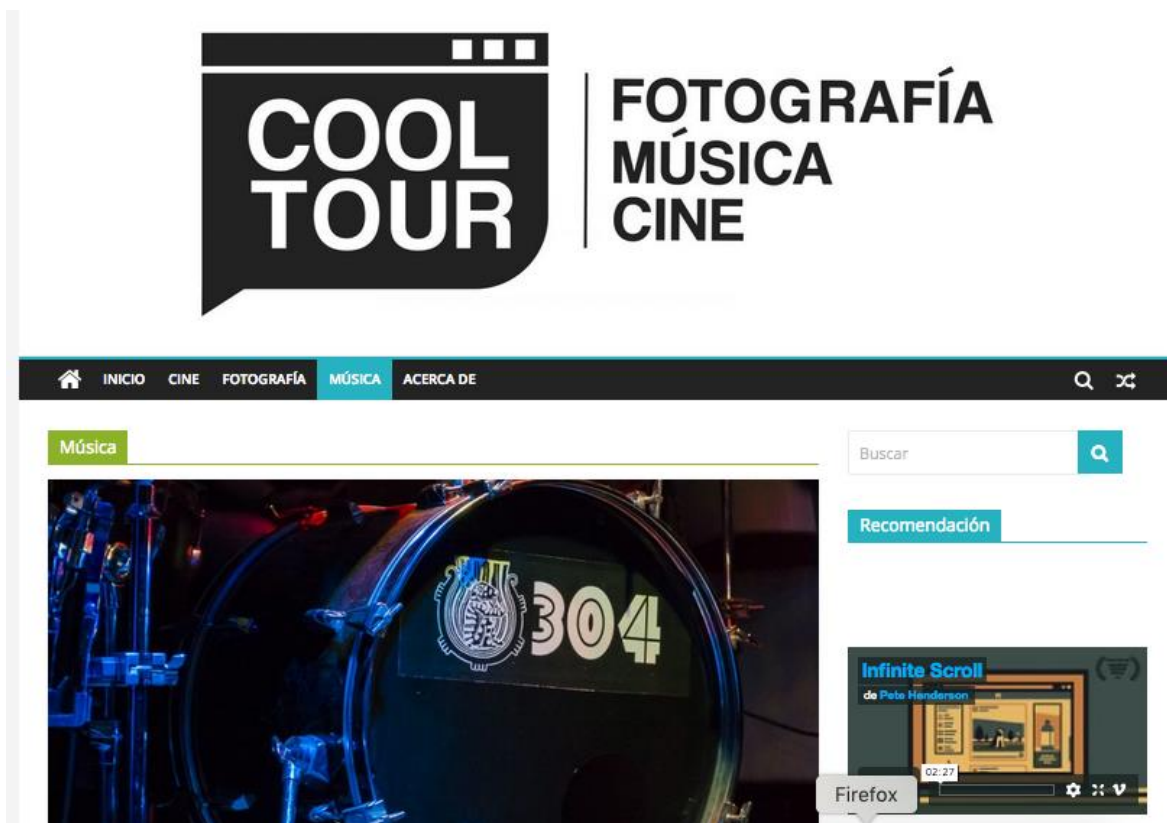 COOL
TOUR
FOTOGRAFÍA
MÚSICA
CINE
INICIO CINE FOTOGRAFÍA MÚSICA ACERCA DE
Música
Buscar
Recomendación
304
Infinite Scroll
de Pete Henderson
02:27
Firefox